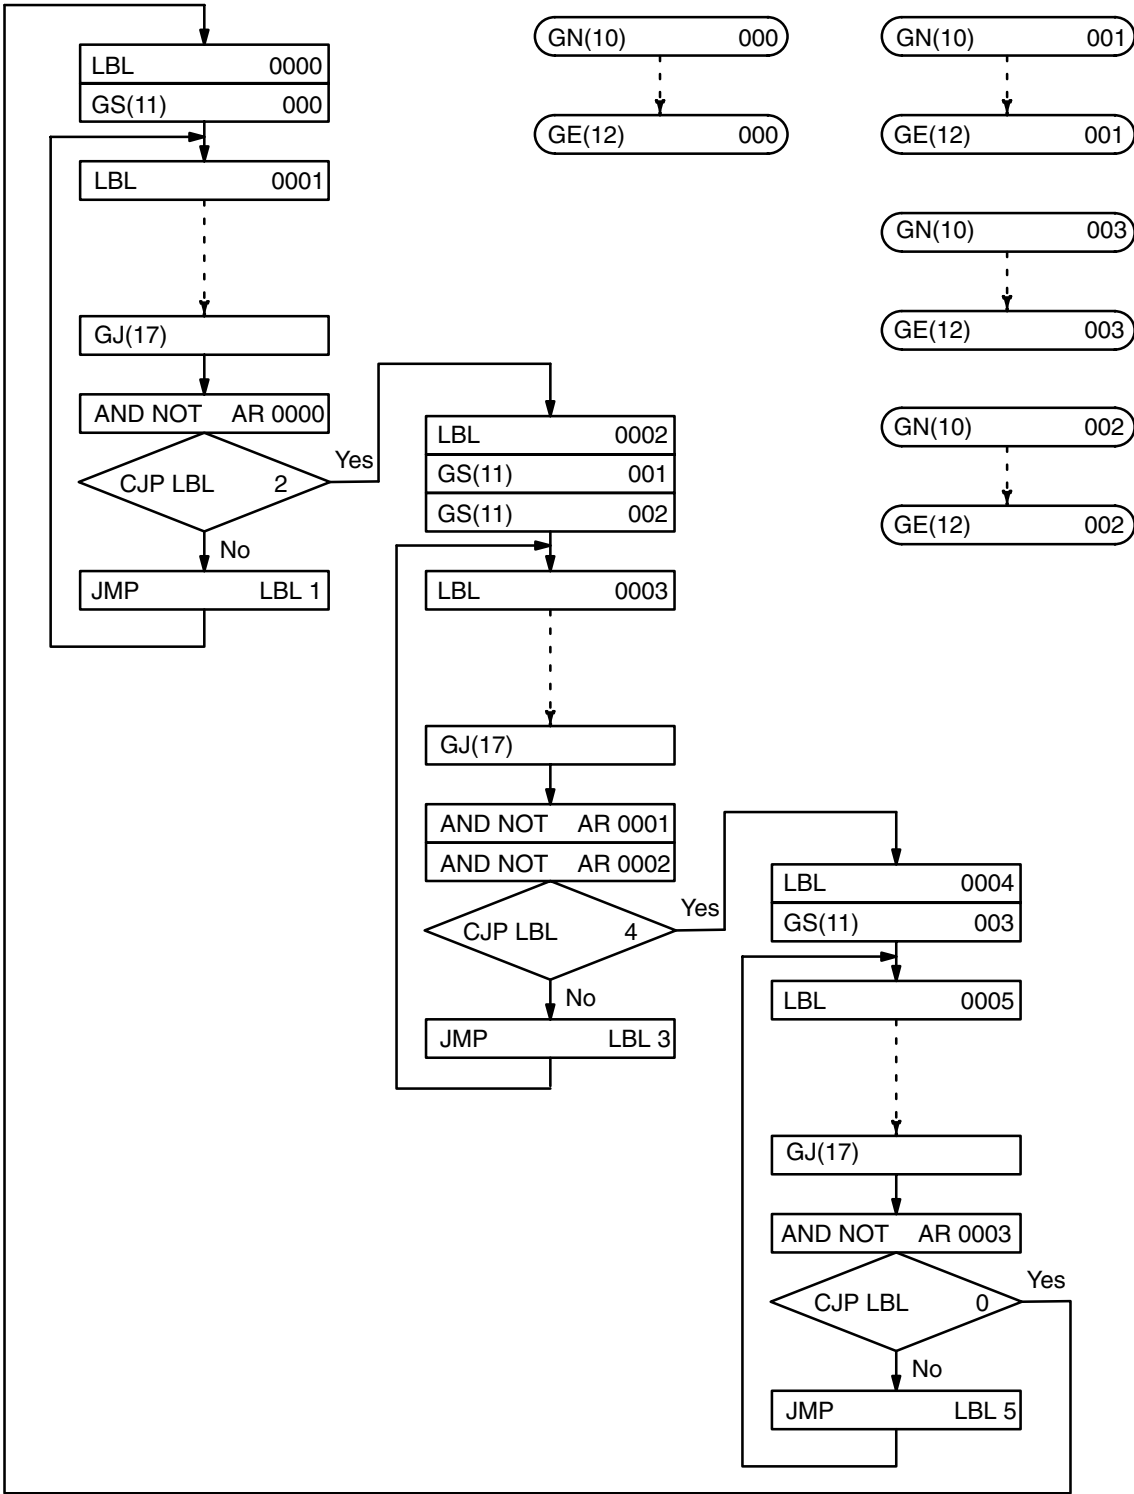 LBL 0000
GS(11) 000
LBL 0001
GJ(17)
AND NOT AR 0000
CJP LBL 2
Yes
No
JMP LBL 1
GN(10) 000
GE(12) 000
GN(10) 001
GE(12) 001
GN(10) 003
GE(12) 003
GN(10) 002
GE(12) 002
LBL 0002
GS(11) 001
GS(11) 002
LBL 0003
GJ(17)
AND NOT AR 0001
AND NOT AR 0002
CJP LBL 4
Yes
No
JMP LBL 3
LBL 0004
GS(11) 003
LBL 0005
GJ(17)
AND NOT AR 0003
CJP LBL 0
Yes
No
JMP LBL 5